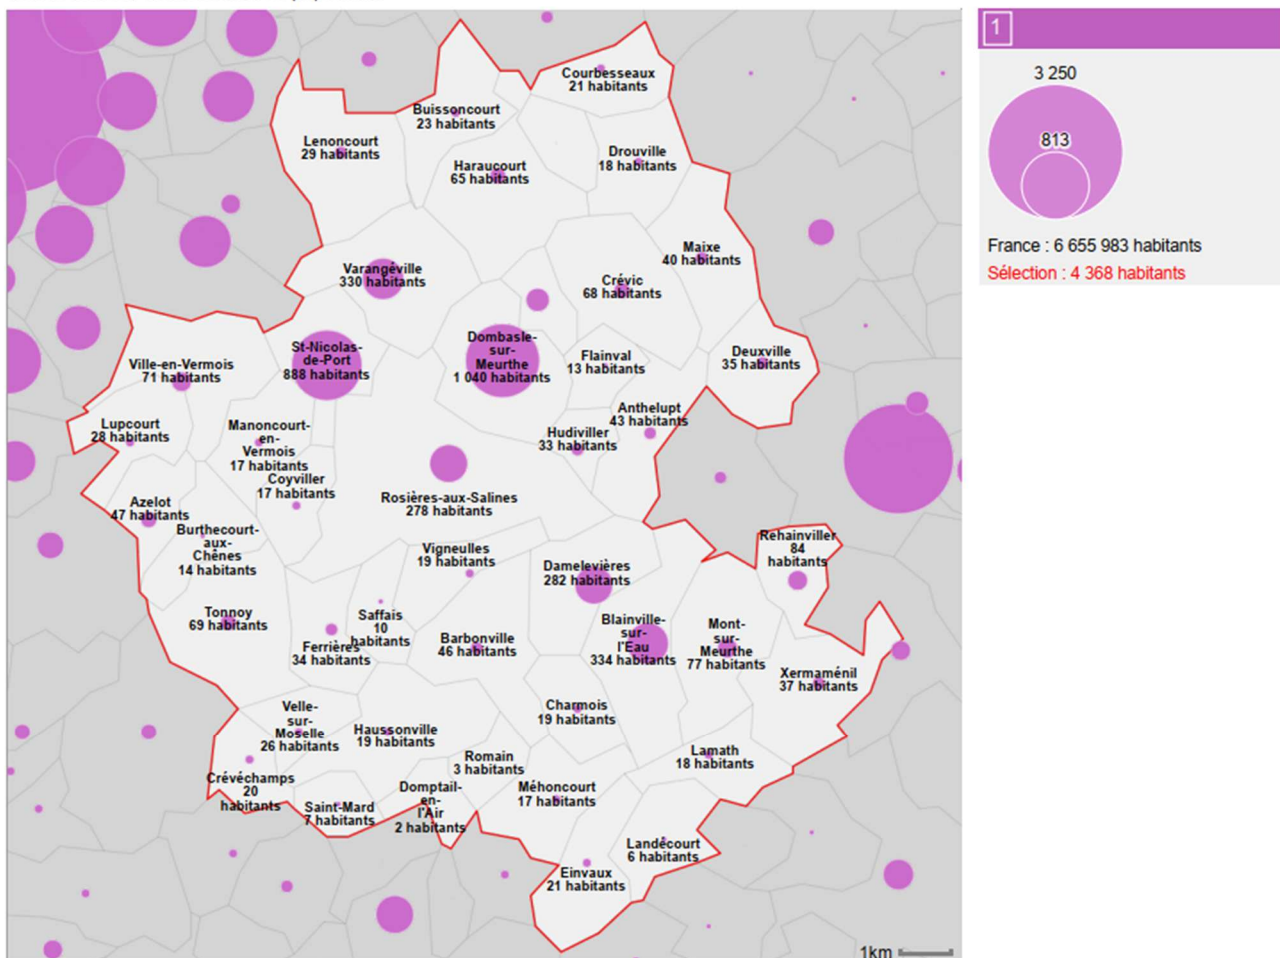 Courbesseaux
21 habitants
Buissoncourt
23 habitants
Lenoncourt
29 habitants
Haraucourt
65 habitants
Drouville
18 habitants
Maixe
40 habitants
Varangéville
330 habitants
Crévic
68 habitants
St-Nicolas-
de-Port
888 habitants
Dombasle-
sur-
Meurthe
1 040 habitants
Flainval
13 habitants
Deuxville
35 habitants
Ville-en-Vermois
71 habitants
Lupcourt
28 habitants
Manoncourt-
en-
Vermois
17 habitants
Coyviller
17 habitants
Anthelupt
43 habitants
Hudiviller
33 habitants
Rosières-aux-Salines
278 habitants
Azelot
47 habitants
Burthecourt-
aux-
Chênes
14 habitants
Vigneulles
19 habitants
Damelevières
282 habitants
Rehainviller
84
habitants
Tonnoy
69 habitants
Saffais
10
habitants
Ferrières
34 habitants
Barbonville
46 habitants
Blainville-
sur-
l'Eau
334 habitants
Mont-
sur-
Meurthe
77 habitants
Xermaménil
37 habitants
Velle-
sur-
Moselle
26 habitants
Haussonville
19 habitants
Charmois
19 habitants
Romain
3 habitants
Lamath
18 habitants
Crévéchamps
20
habitants
Saint-Mard
7 habitants
Domptail-
en-
l'Air
2 habitants
Méhoncourt
17 habitants
Landécourt
6 habitants
Einvaux
21 habitants
1km
1
3 250
813
France : 6 655 983 habitants
Sélection : 4 368 habitants